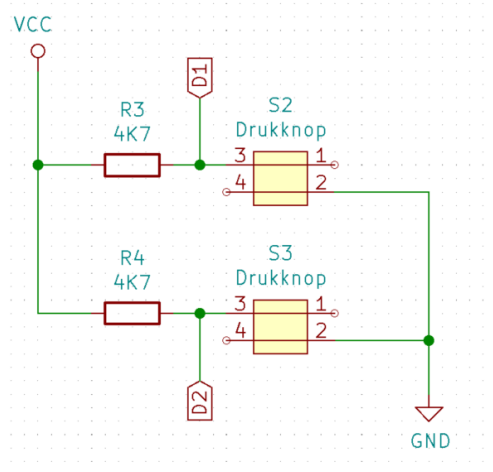 VCC
D1
R3
4K7
S2
Drukknop
3 1
4 2
R4
4K7
S3
Drukknop
3 1
4 2
D2
GND